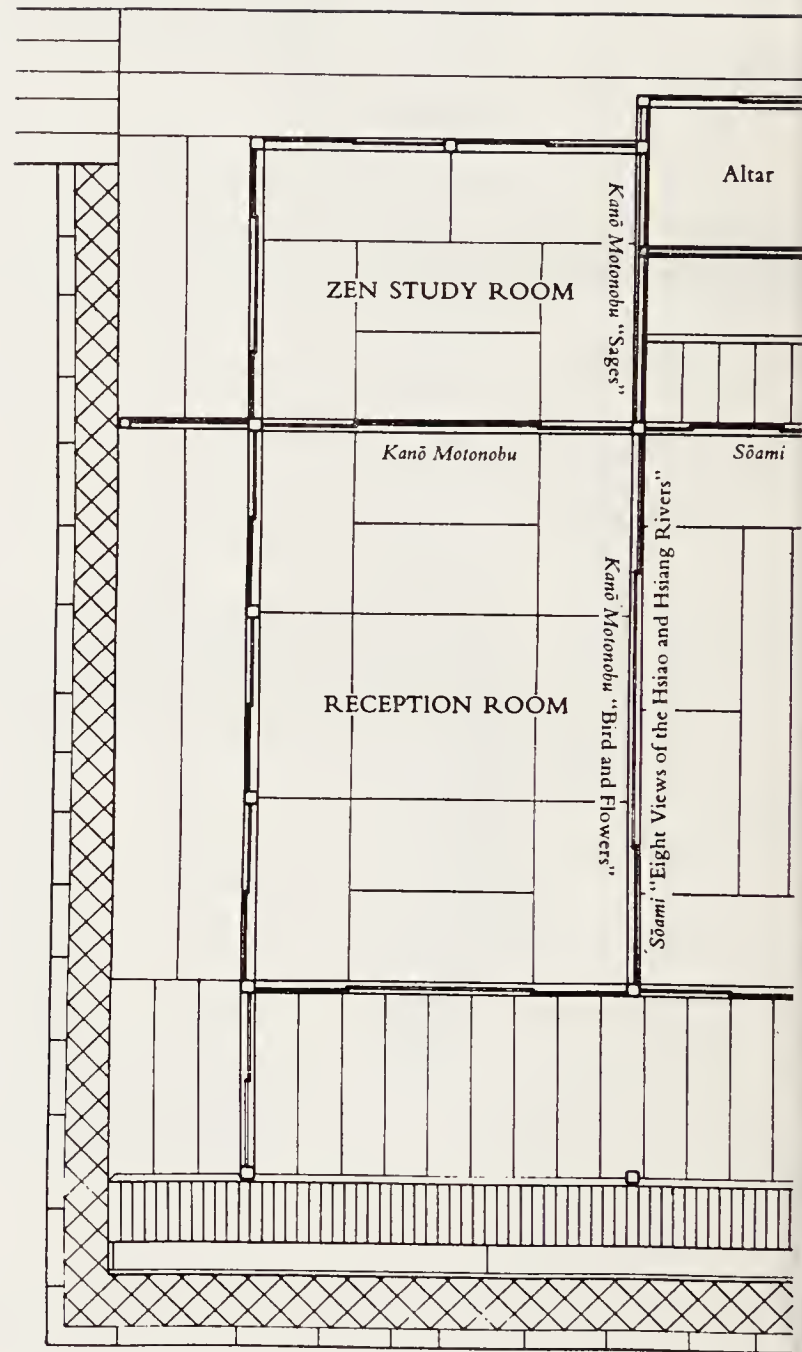 Altar
Kanō Motonobu "Sages"
ZEN STUDY ROOM
Kanō Motonobu
Sōami
Kanō Motonobu "Bird and Flowers"
Sōami "Eight Views of the Hsiao and Hsiang Rivers"
RECEPTION ROOM